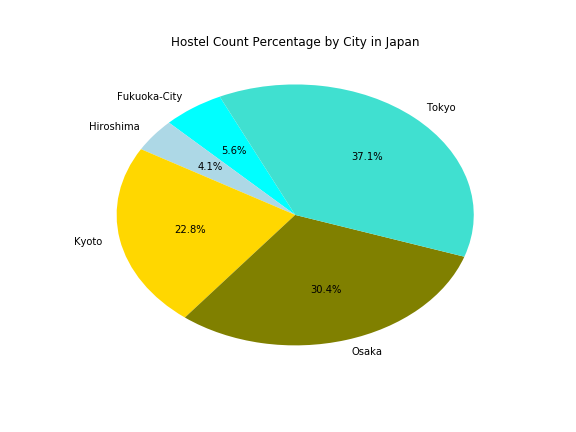 Hostel Count Percentage by City in Japan
Fukuoka-City
Tokyo
Hiroshima
5.6%
37.1%
4.1%
22.8%
Kyoto
30.4%
Osaka